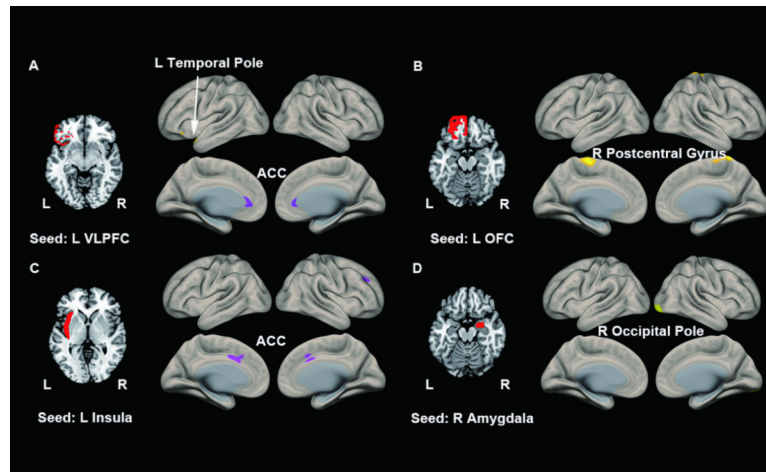 A
L Temporal Pole
ACC
L R
Seed: L VLPFC
B
R Postcentral Gyrus
L R
Seed: L OFC
C
ACC
L R
Seed: L Insula
D
R Occipital Pole
L R
Seed: R Amygdala